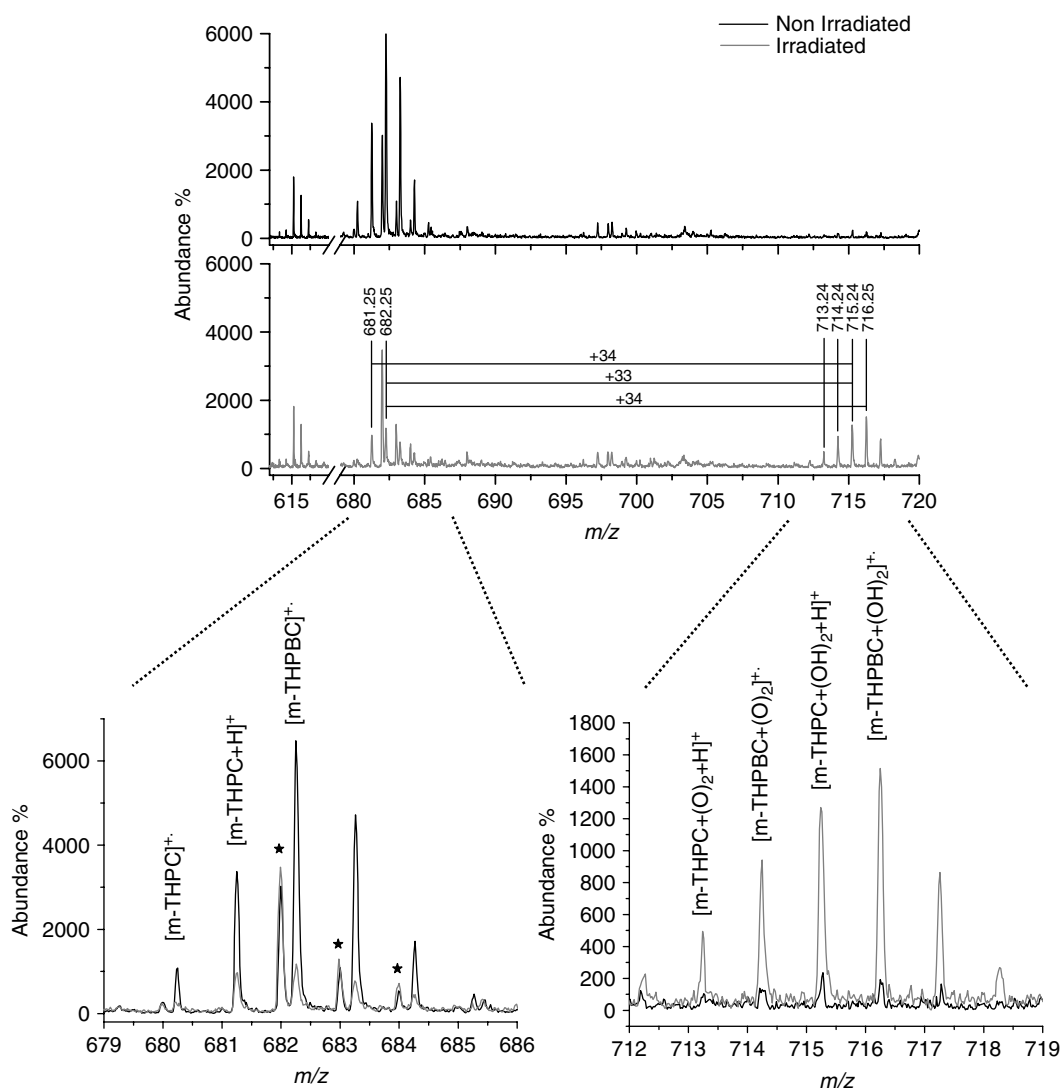 Non Irradiated
Irradiated
6000
4000
2000
0
Abundance %
6000
4000
2000
0
681.25
682.25
713.24
714.24
715.24
716.25
+34
+33
+34
615 680 685 690 695 700 705 710 715 720
m/z
[m-THPC]+·
[m-THPC+H]+
[m-THPBC]+·
★
★
★
6000
4000
2000
0
Abundance %
679 680 681 682 683 684 685 686
m/z
[m-THPC+(O)2+H]+
[m-THPBC+(O)2]+·
[m-THPC+(OH)2+H]+
[m-THPBC+(OH)2]+·
1800
1600
1400
1200
1000
800
600
400
200
0
Abundance %
712 713 714 715 716 717 718 719
m/z